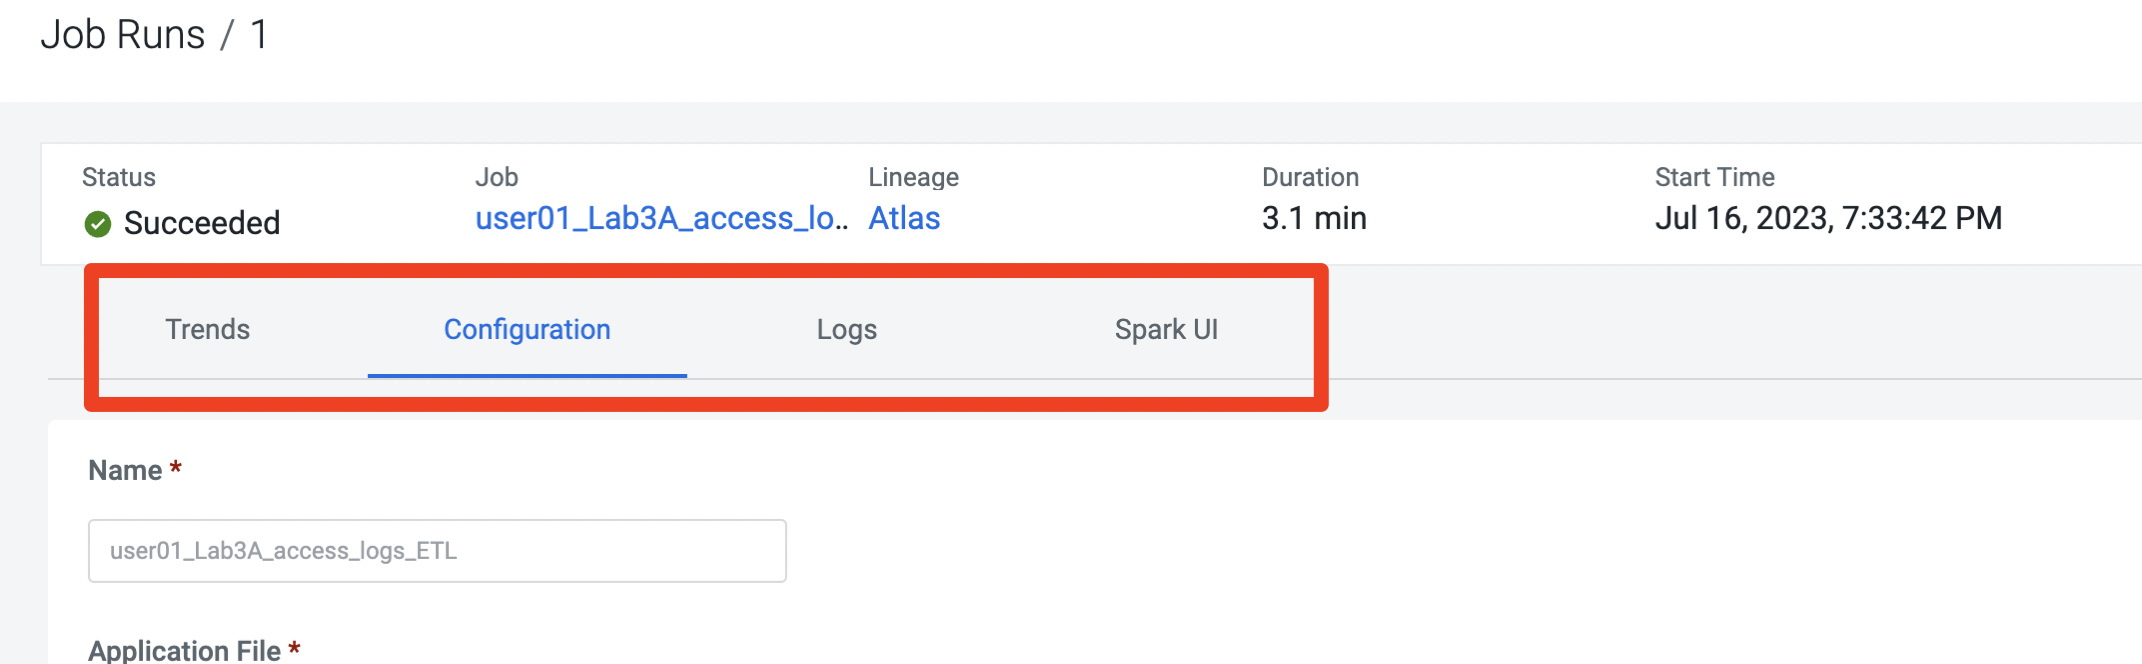 Job Runs / 1
Status Job Lineage Duration Start Time
Succeeded user01_Lab3A_access_lo.. Atlas 3.1 min Jul 16, 2023, 7:33:42 PM
Trends Configuration Logs Spark UI
Name *
user01_Lab3A_access_logs_ETL
Application File *